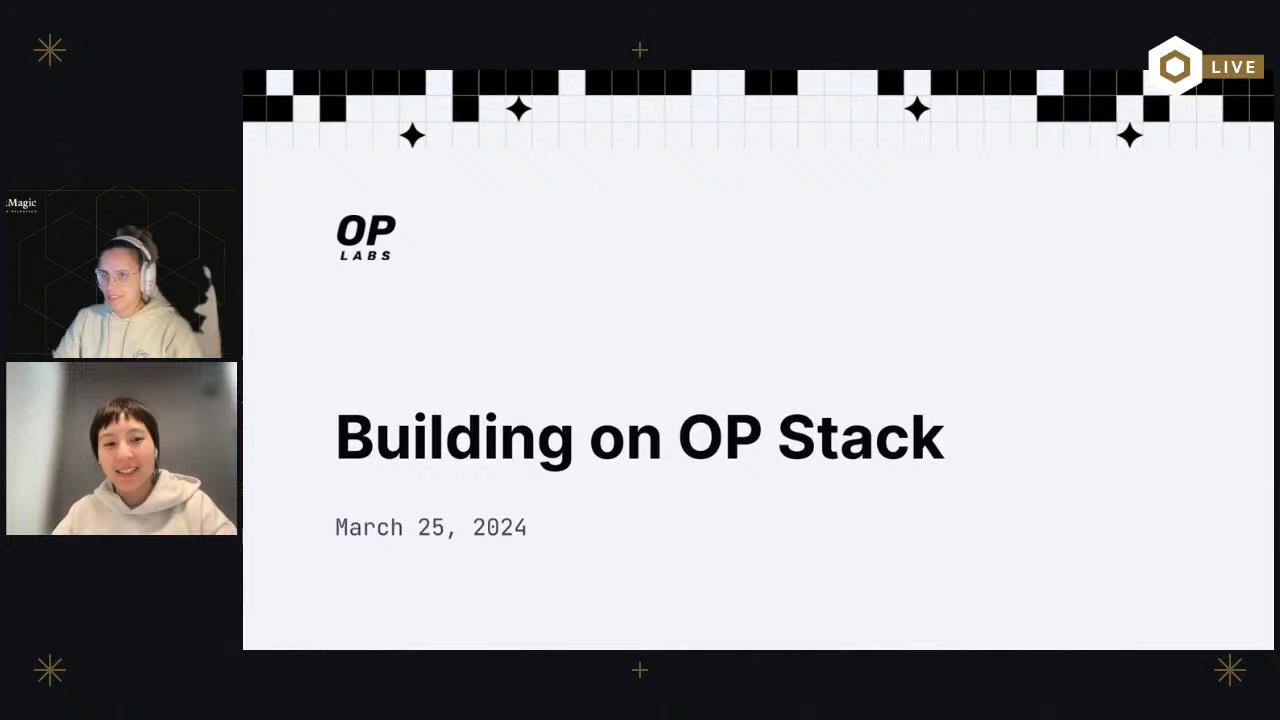 LIVE
:Magic
OP
LABS
Building on OP Stack
March 25, 2024